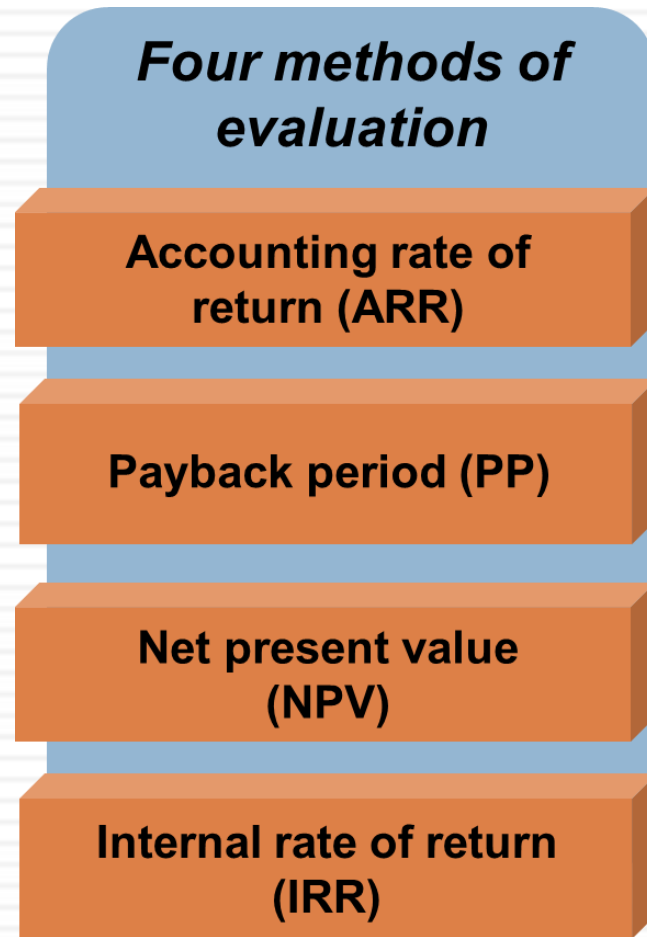 Four methods of
evaluation
Accounting rate of
return (ARR)
Payback period (PP)
Net present value
(NPV)
Internal rate of return
(IRR)